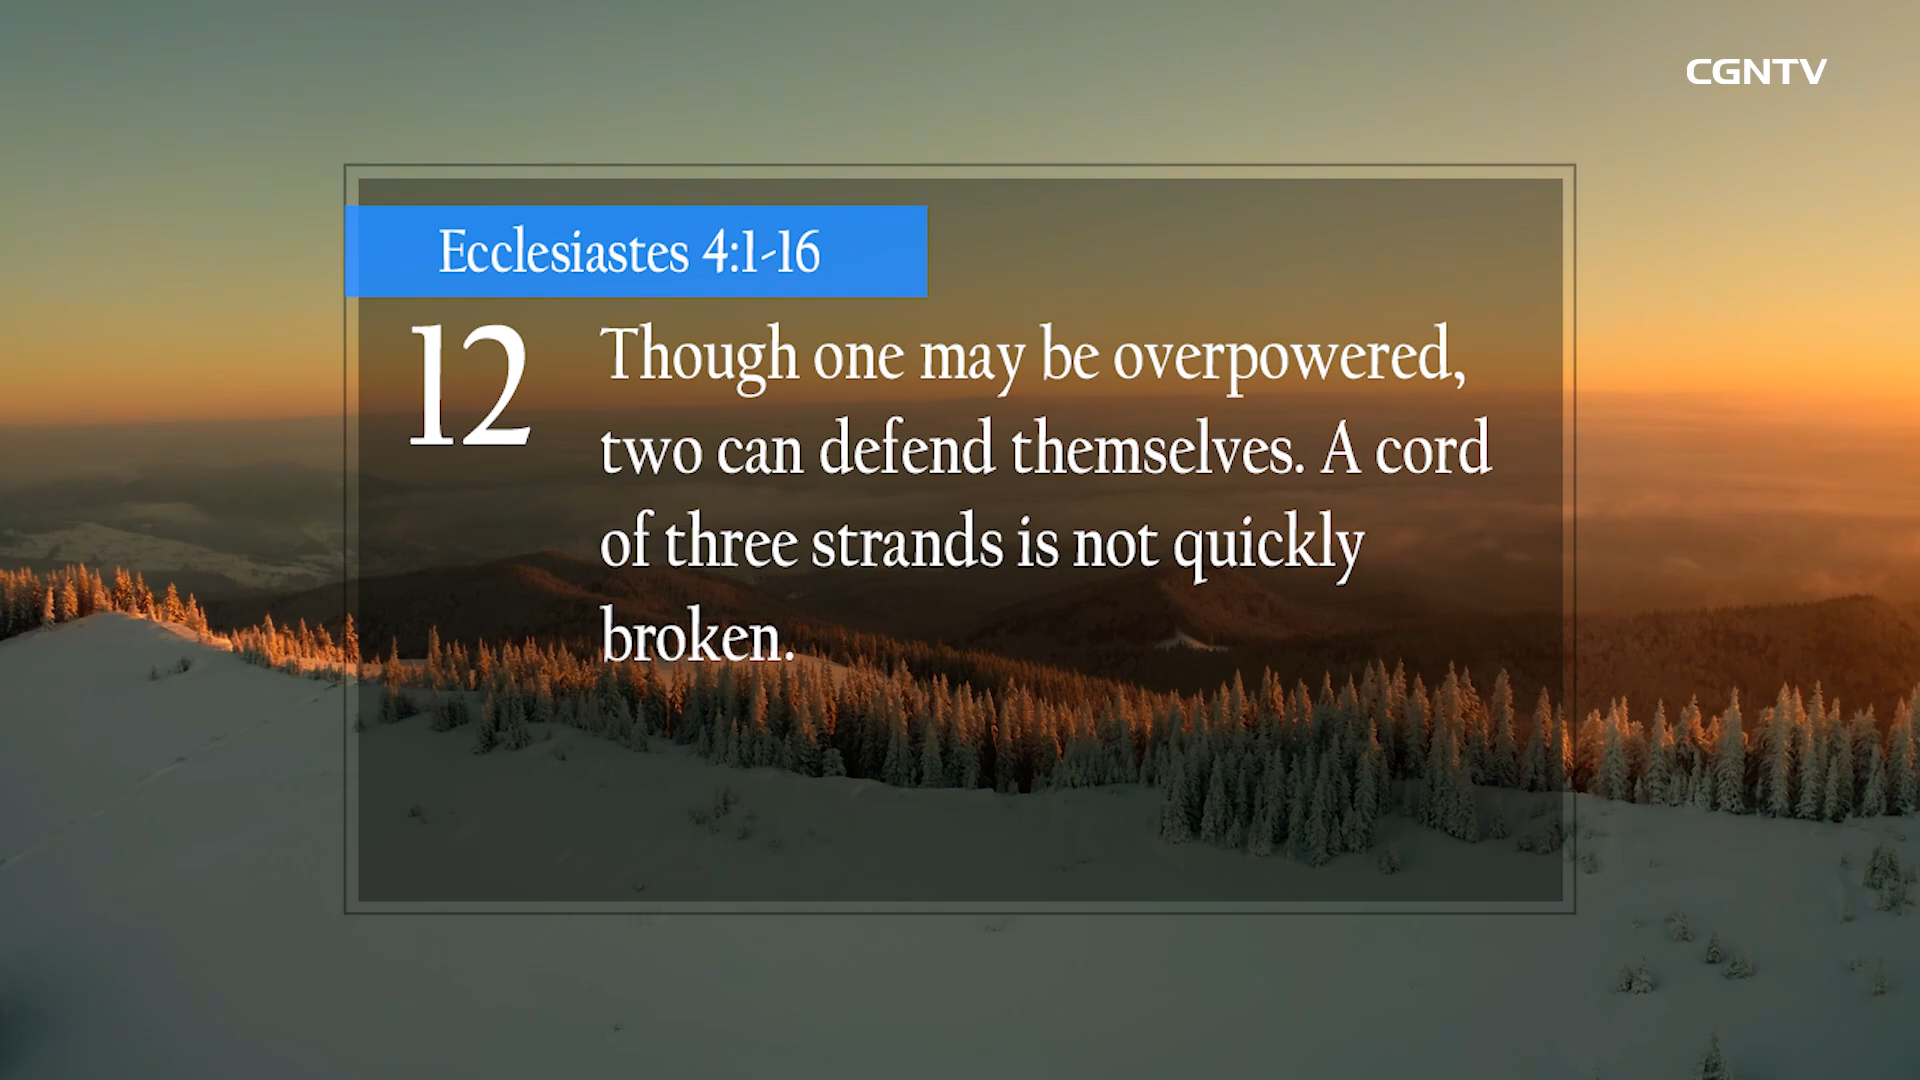 CGNTV
Ecclesiastes 4:1-16
12
Though one may be overpowered,
two can defend themselves. A cord
of three strands is not quickly
broken.